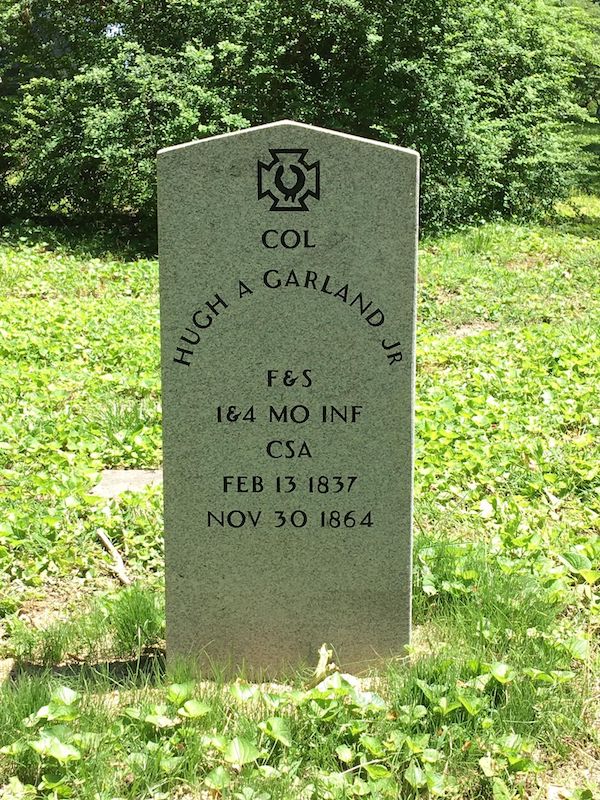 COL
HUGH A GARLAND JR
F&S
1&4 MO INF
CSA
FEB 13 1837
NOV 30 1864